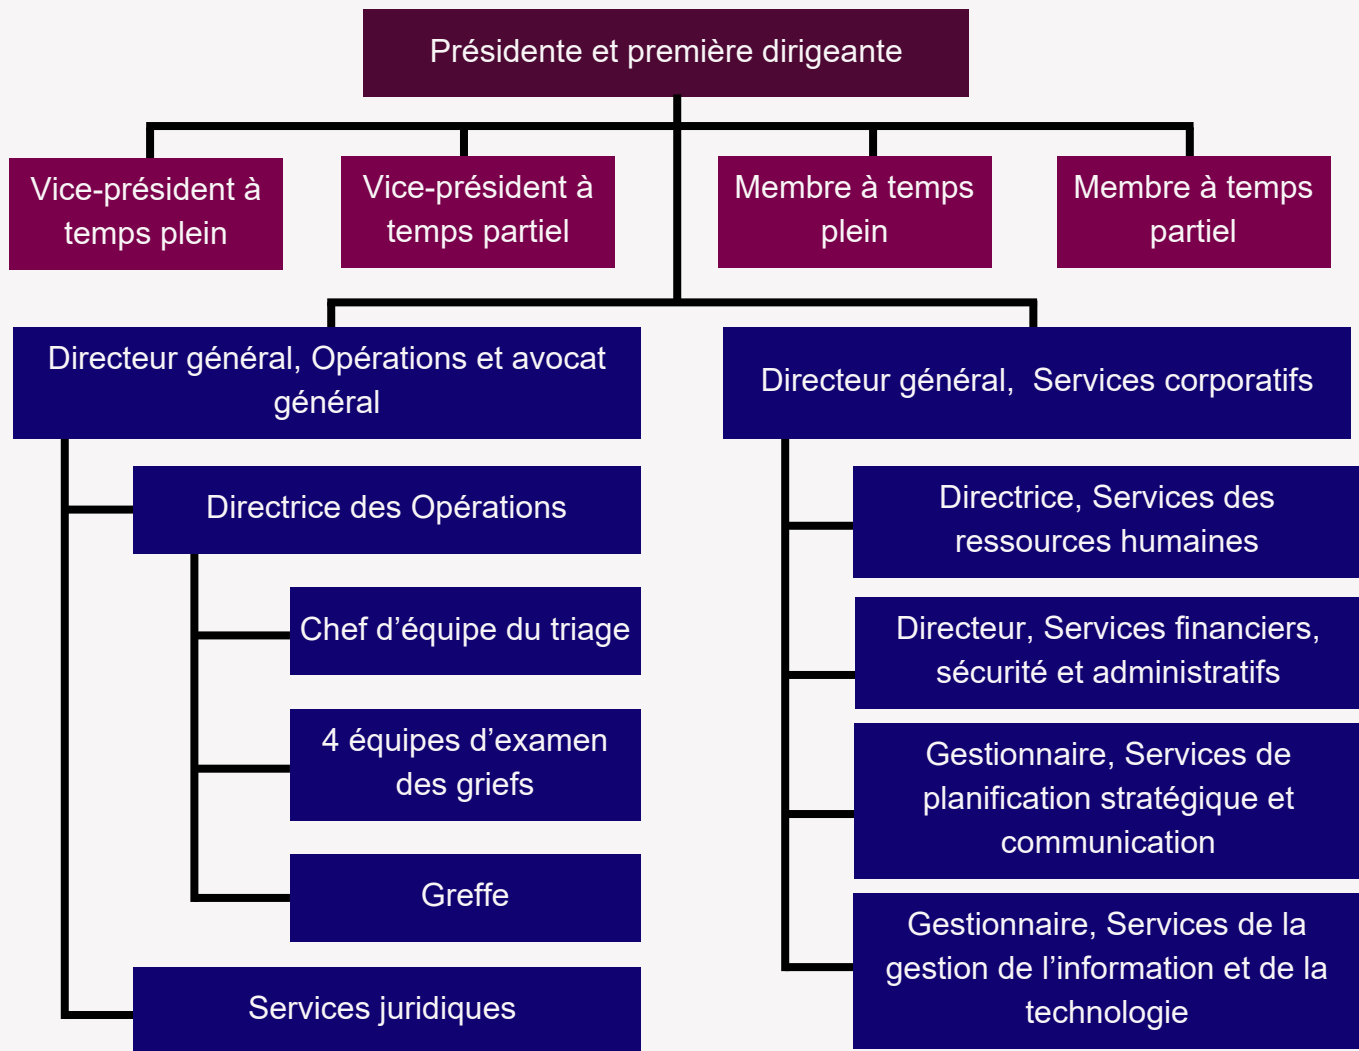 Présidente et première dirigeante
Vice-président à
temps plein
Vice-président à
temps partiel
Membre à temps
plein
Membre à temps
partiel
Directeur général, Opérations et avocat
général
Directrice des Opérations
Chef d’équipe du triage
4 équipes d’examen
des griefs
Greffe
Services juridiques
Directeur général,  Services corporatifs
Directrice, Services des
ressources humaines
Directeur, Services financiers,
sécurité et administratifs
Gestionnaire, Services de
planification stratégique et
communication
Gestionnaire, Services de la
gestion de l’information et de la
technologie